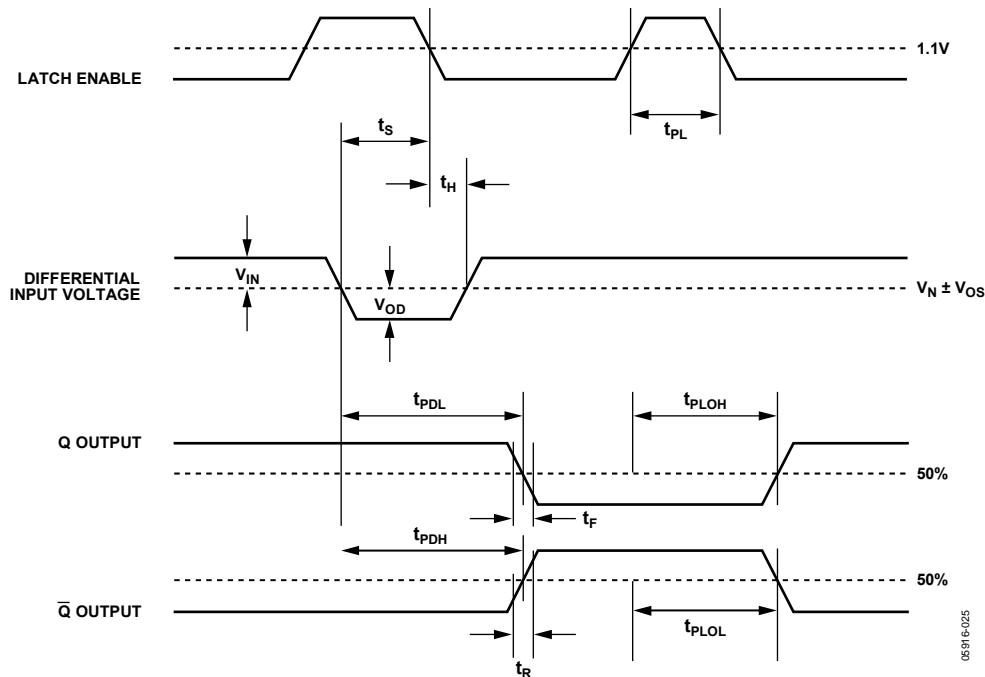 1.1V
LATCH ENABLE
tS
tPL
tH
VIN
DIFFERENTIAL
INPUT VOLTAGE
VOD
VN ± VOS
tPDL
tPLOH
Q OUTPUT
50%
tF
tPDH
50%
Q̅ OUTPUT
tPLOL
tR
05916-025